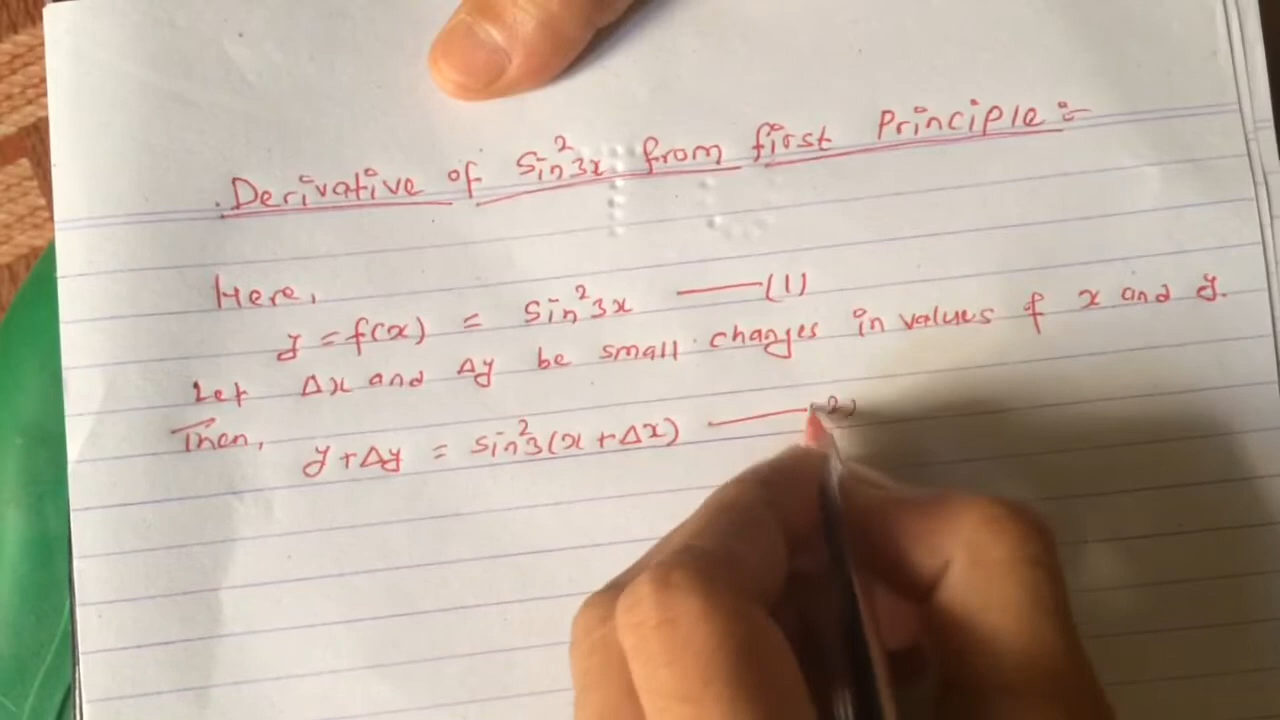 Derivative of sin²3x from first Principle :-
Here,
y = f(x) = sin²3x ——(1)
Let Δx and Δy be small changes in values of x and y.
Then,
y+Δy = sin²3(x+Δx) ——(2)